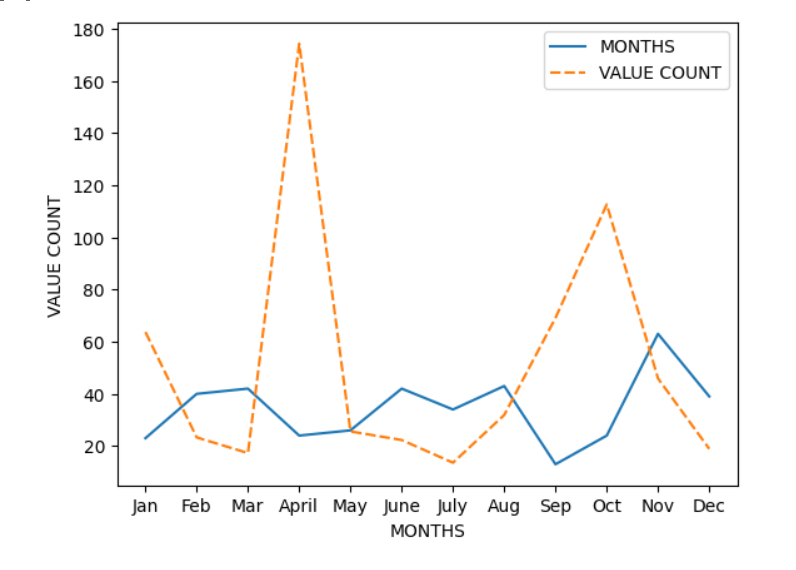 180
160
140
120
100
80
60
40
20
VALUE COUNT
MONTHS
VALUE COUNT
Jan Feb Mar April May June July Aug Sep Oct Nov Dec
MONTHS